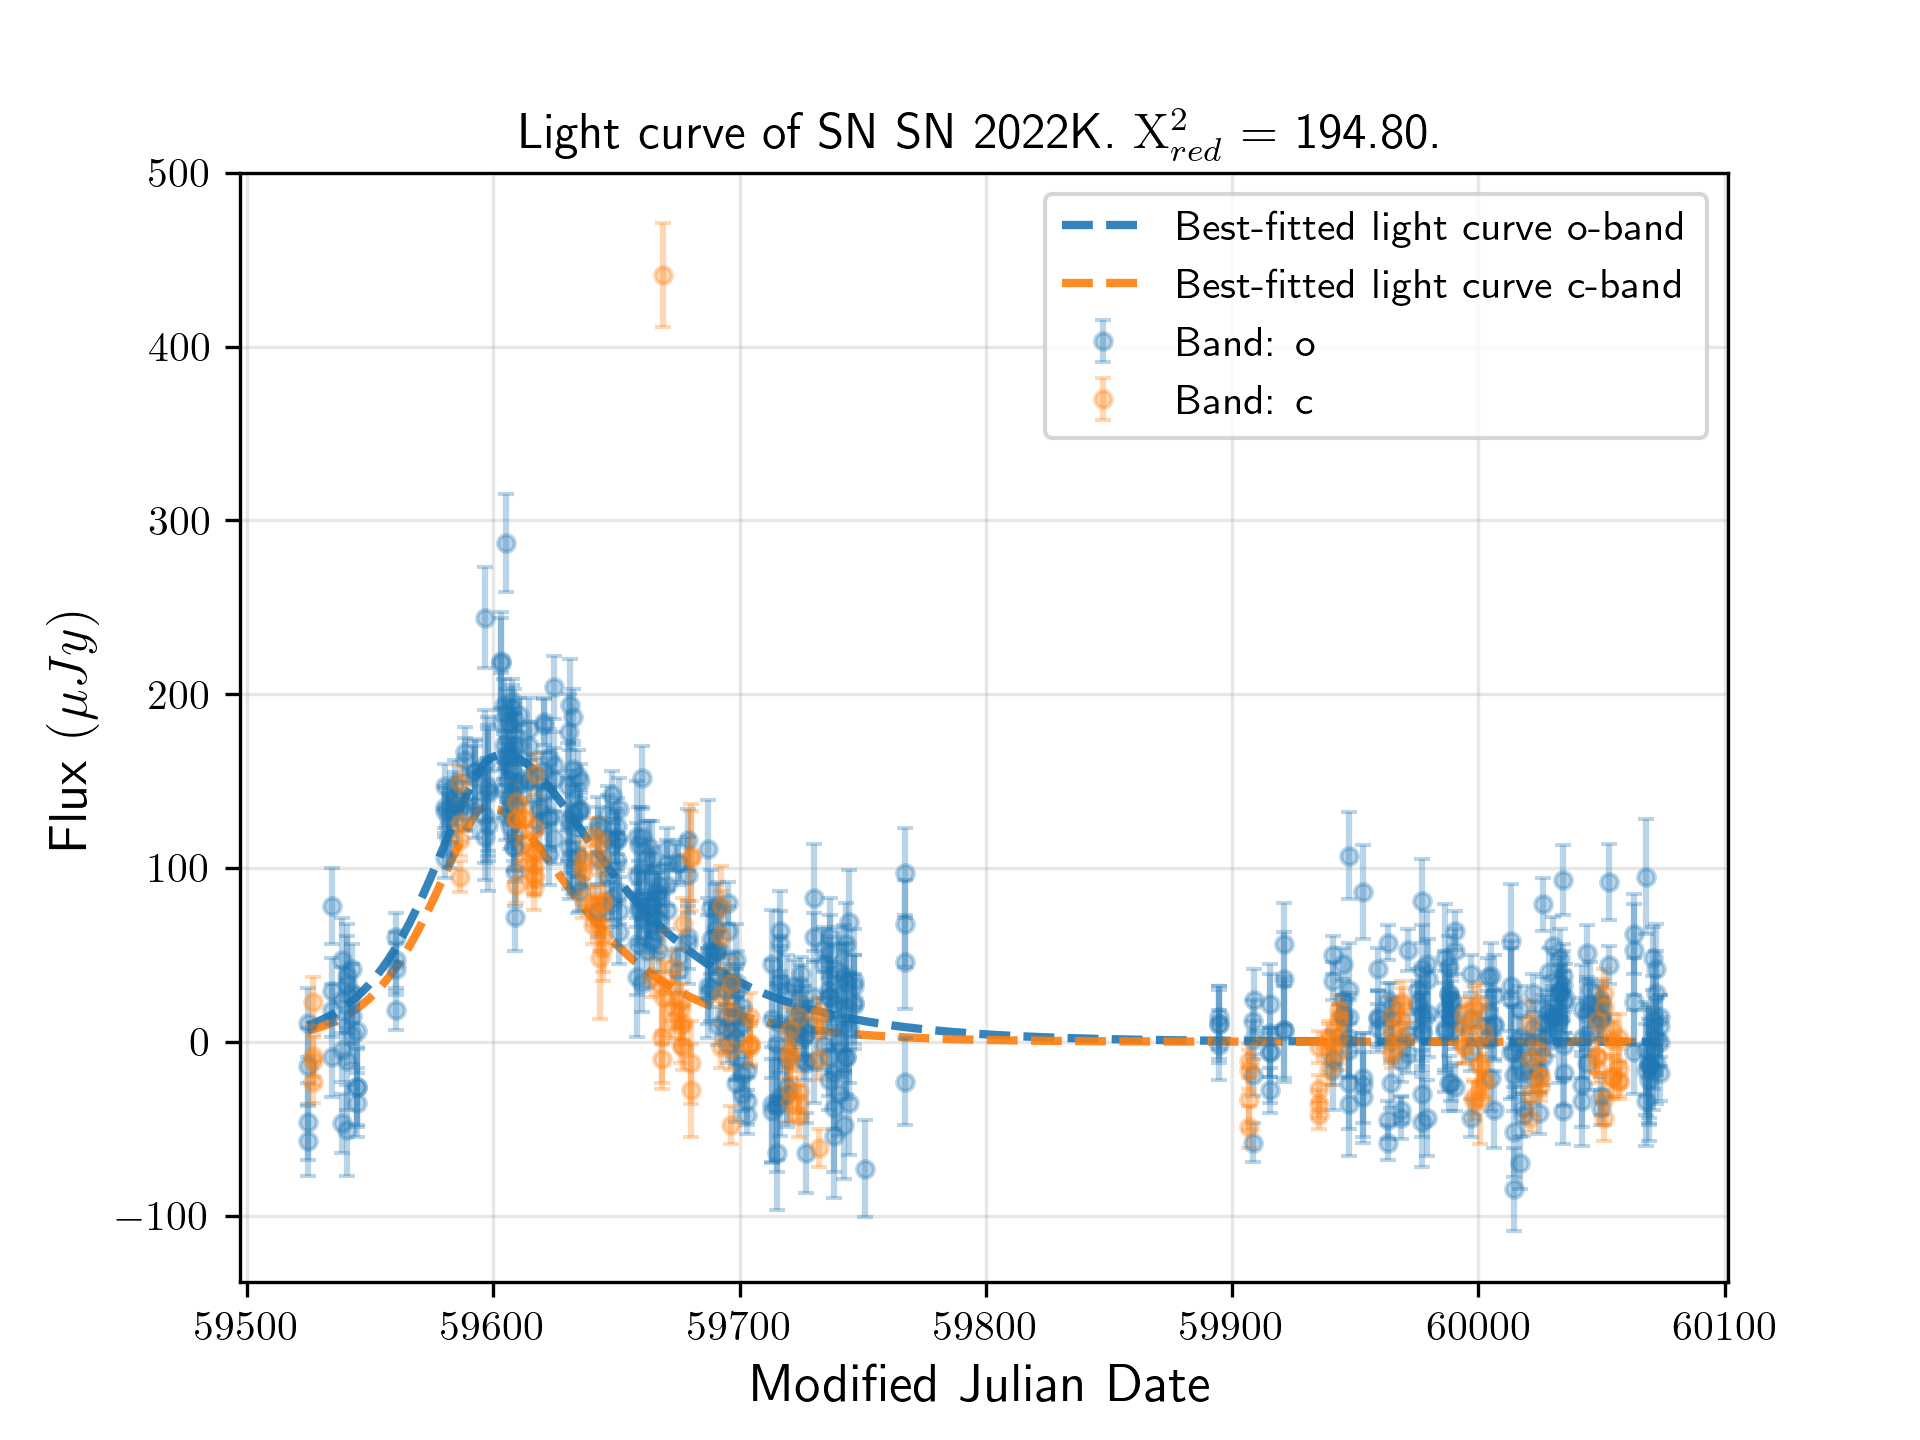 Light curve of SN SN 2022K. X²red = 194.80.
500
400
300
200
100
0
−100
Flux (μJy)
Best-fitted light curve o-band
Best-fitted light curve c-band
Band: o
Band: c
59500 59600 59700 59800 59900 60000 60100
Modified Julian Date